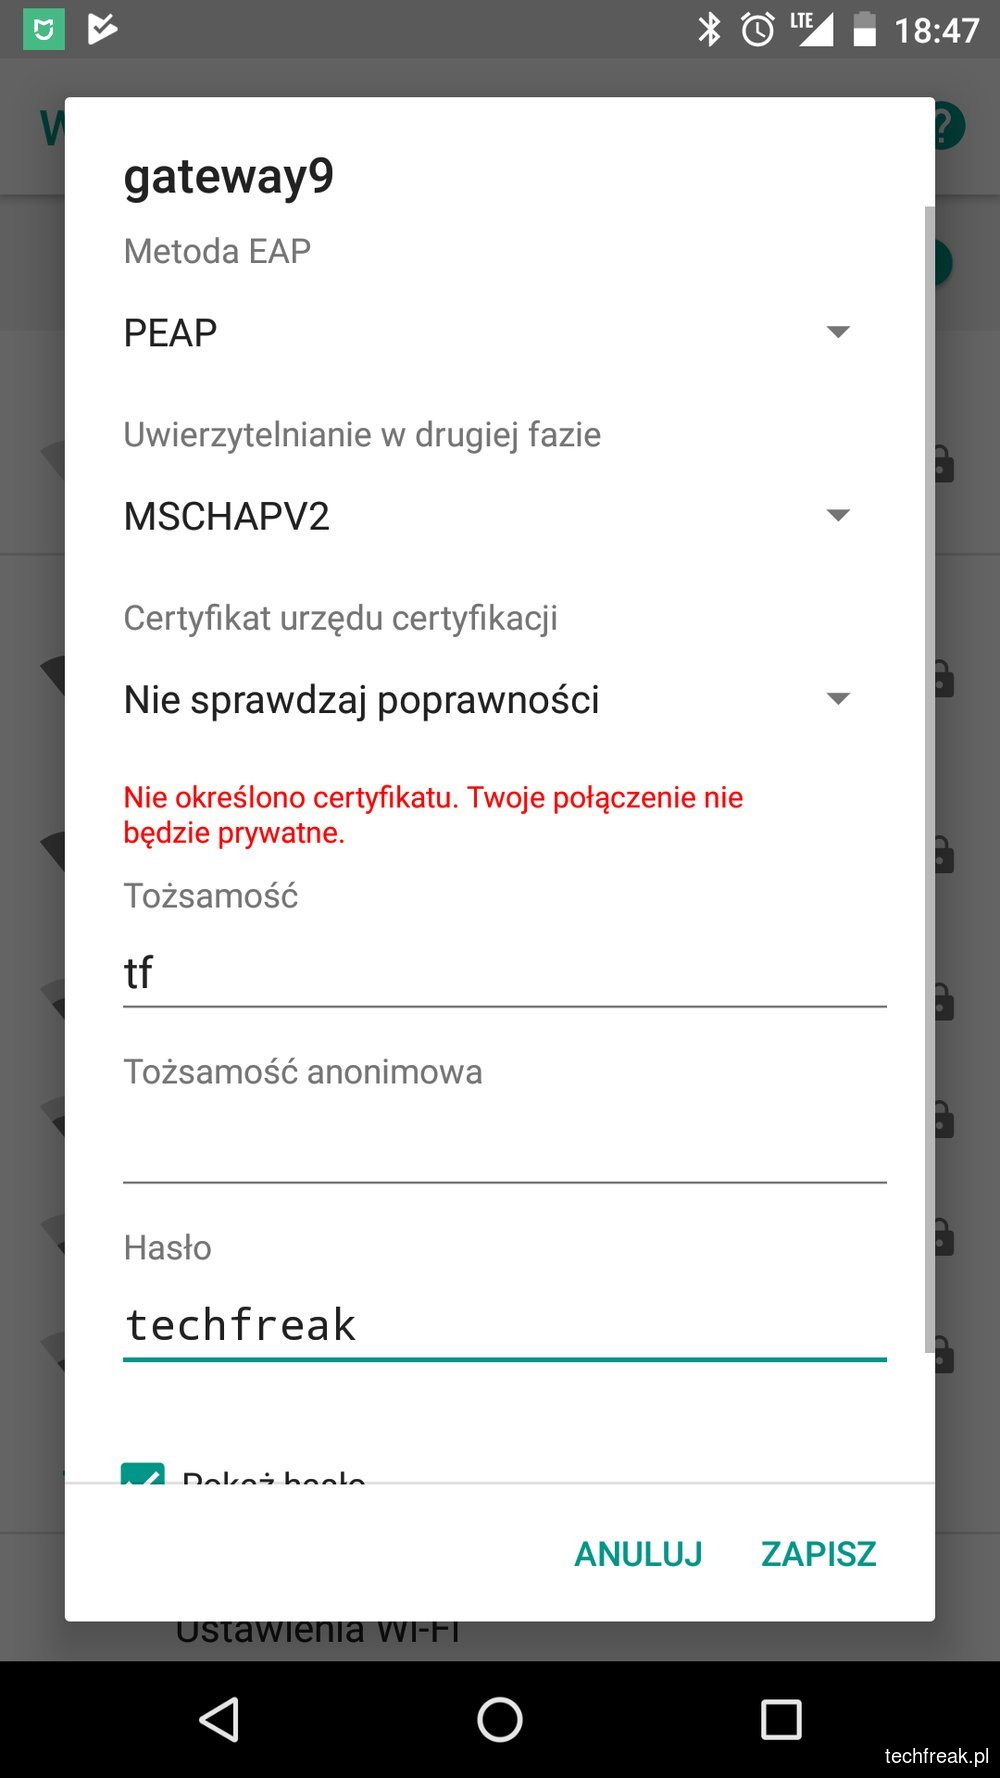 LTE 18:47
W ?
gateway9
Metoda EAP
PEAP
Uwierzytelnianie w drugiej fazie
MSCHAPV2
Certyfikat urzędu certyfikacji
Nie sprawdzaj poprawności
Nie określono certyfikatu. Twoje połączenie nie
będzie prywatne.
Tożsamość
tf
Tożsamość anonimowa
Hasło
techfreak
Pokaż hasło
ANULUJ ZAPISZ
Ustawienia Wi-Fi
techfreak.pl